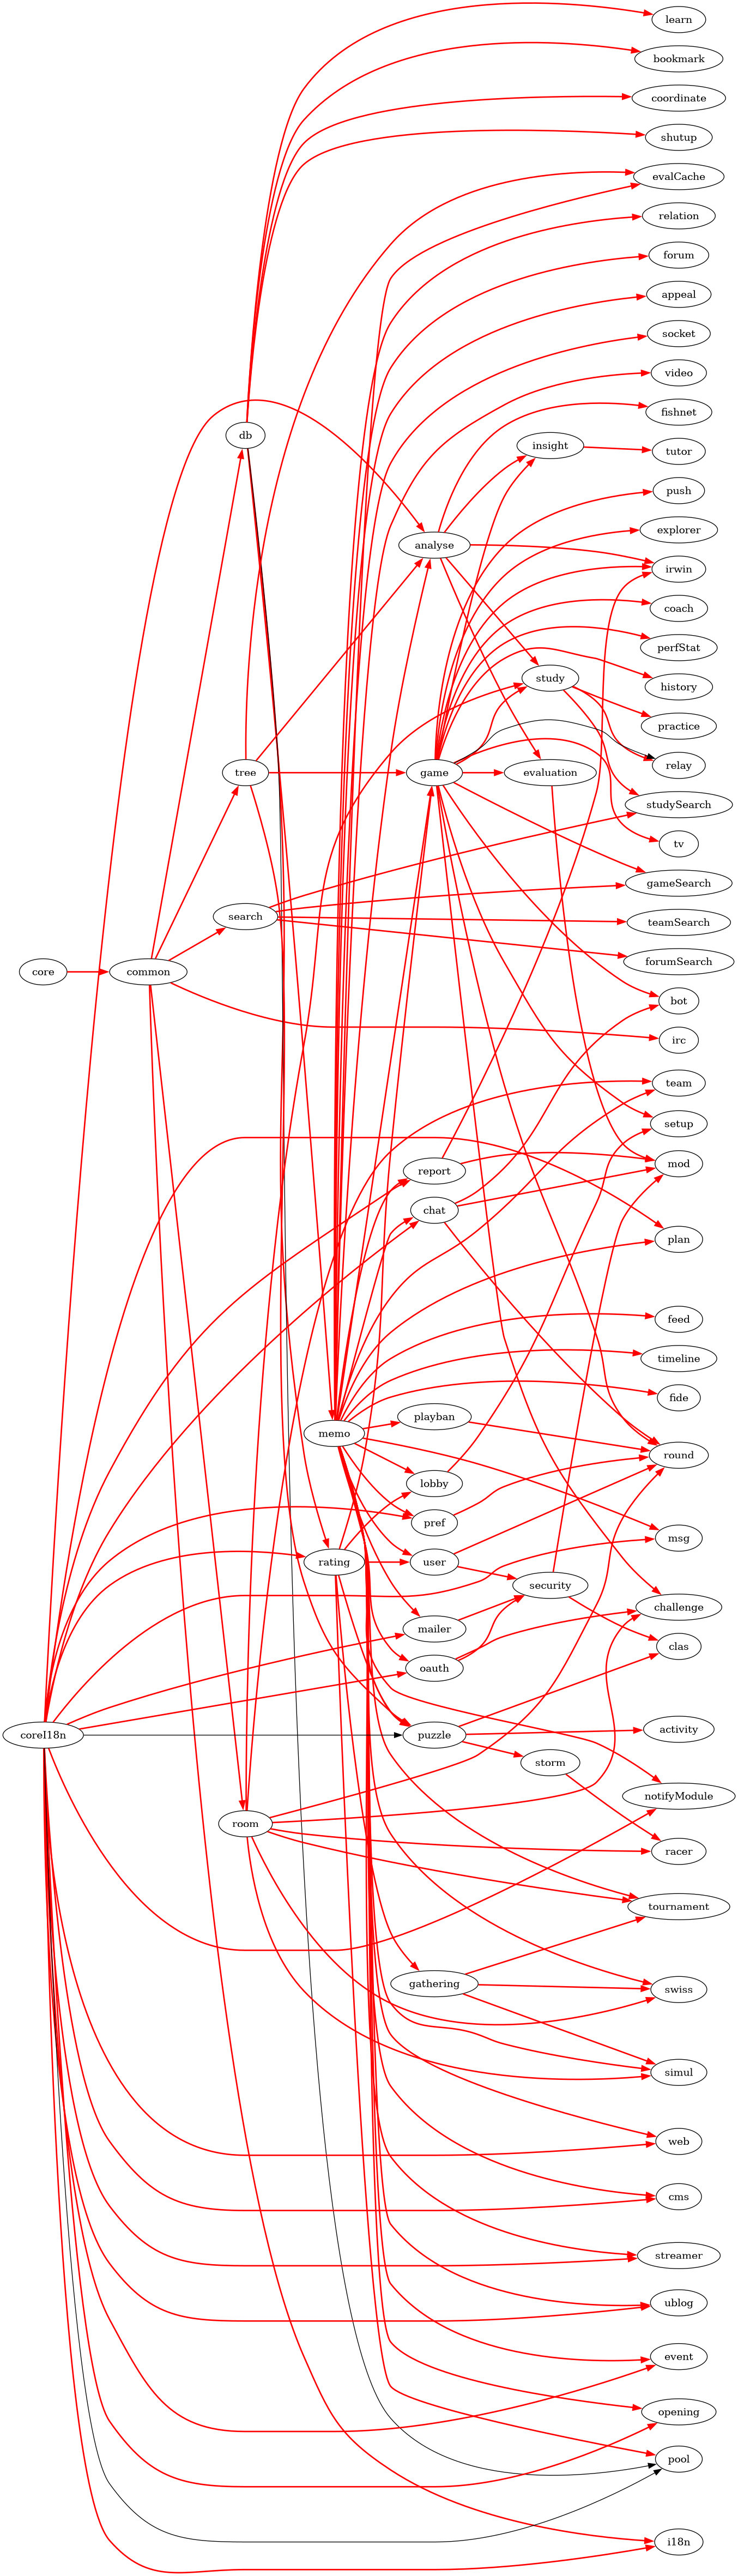 learn
bookmark
coordinate
shutup
evalCache
relation
forum
appeal
socket
video
fishnet
db
insight
tutor
push
explorer
analyse
irwin
coach
perfStat
study
history
practice
relay
tree
game
evaluation
studySearch
tv
gameSearch
search
teamSearch
forumSearch
core
common
bot
irc
team
setup
report
mod
chat
plan
feed
timeline
fide
playban
memo
round
lobby
pref
msg
rating
user
security
challenge
mailer
clas
oauth
activity
coreI18n
puzzle
storm
notifyModule
room
racer
tournament
gathering
swiss
simul
web
cms
streamer
ublog
event
opening
pool
i18n